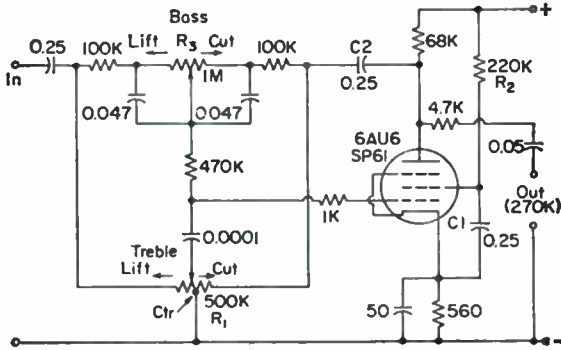 Bass
+
0.25
100K
Lift
R3
Cut
100K
C2
68K
In
1M
0.25
220K
R2
0.047
0.047
4.7K
6AU6
SP61
0.05
470K
Out
(270K)
1K
C1
0.0001
0.25
Treble
Lift
Cut
500K
Ctr
R1
50
560
-